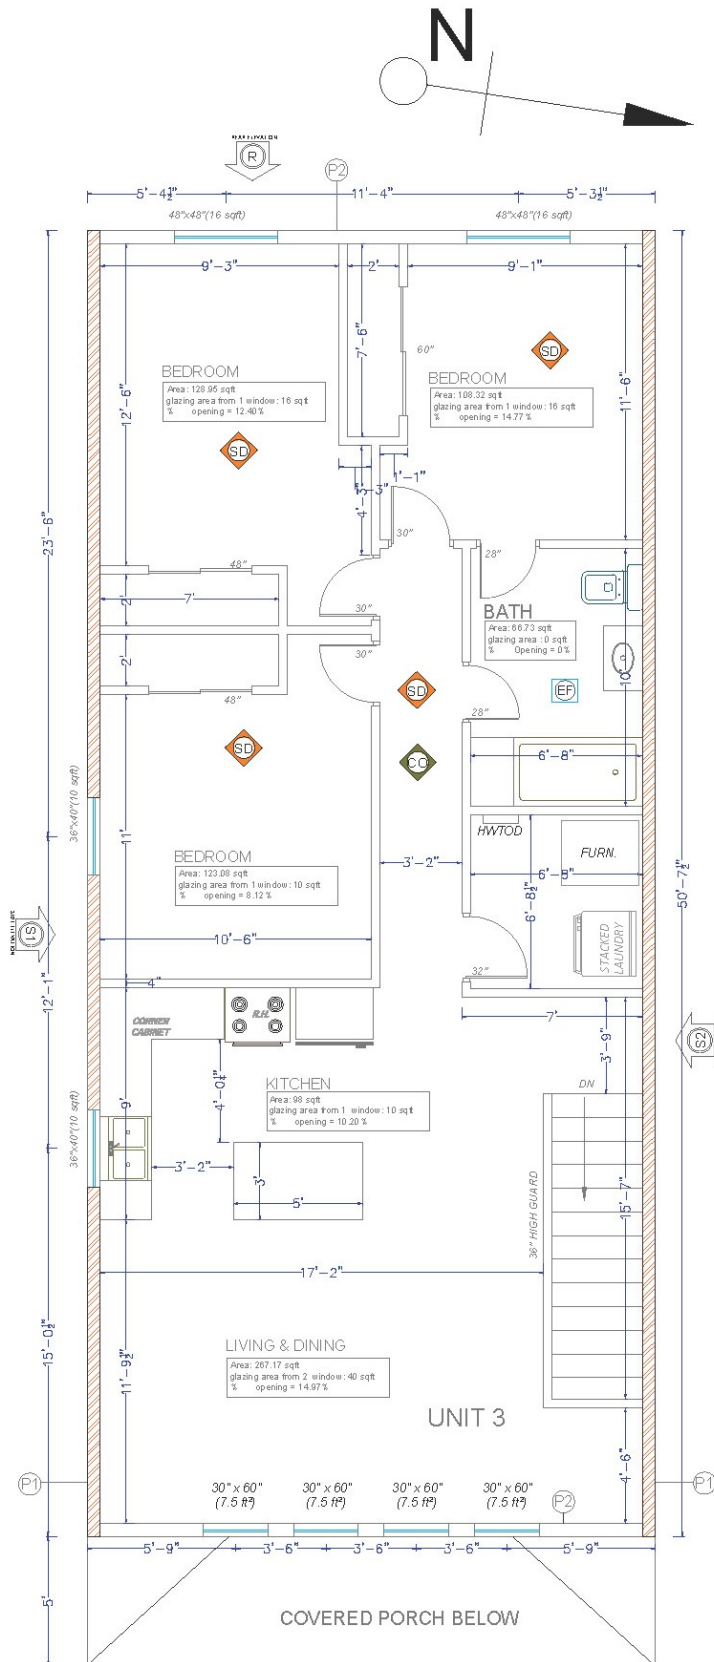 N
REAR ELEVATION
R
P2
5'-4½"
11'-4"
5'-3½"
48"x48"(16 sqft)
48"x48"(16 sqft)
9'-3"
2'
9'-1"
7'-6"
60"
SD
BEDROOM
Area: 128.95 sqft
glazing area from 1 window: 16 sqft
% opening = 12.40%
BEDROOM
Area: 108.32 sqft
glazing area from 1 window: 16 sqft
% opening = 14.77%
12'-6"
11'-6"
SD
1'-1"
1'-3"
4'-3"
23'-6"
30"
28"
48"
7'
2'
30"
BATH
Area: 66.73 sqft
glazing area : 0 sqft
% Opening = 0%
30"
2'
10'
EF
SD
48"
28"
SD
CO
6'-8"
36"x40"(10 sqft)
11'
HWTOD
FURN.
BEDROOM
Area: 123.08 sqft
glazing area from 1 window: 10 sqft
% opening = 8.12%
3'-2"
6'-5"
6'-8½"
50'-7½"
S1
10'-6"
STACKED
LAUNDRY
32"
12'-1"
4"
CORNER
CABINET
R.H.
7'
3'-9"
S2
4'-0½"
KITCHEN
Area: 98 sqft
glazing area from 1 window: 10 sqft
% opening = 10.20%
DN
9'
36"x40"(10 sqft)
3'-2"
3'
5'
36" HIGH GUARD
15'-7"
17'-2"
15'-0½"
LIVING & DINING
Area: 267.17 sqft
glazing area from 2 window: 40 sqft
% opening = 14.97%
11'-9½"
UNIT 3
4'-6"
P1
30" x 60"
(7.5 ft²)
30" x 60"
(7.5 ft²)
30" x 60"
(7.5 ft²)
30" x 60"
(7.5 ft²)
P2
P1
5'-9"
3'-6"
3'-6"
3'-6"
5'-9"
5'
COVERED PORCH BELOW